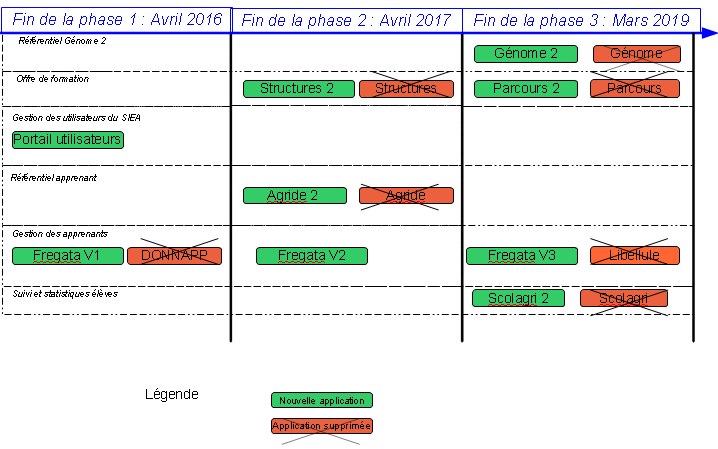 Fin de la phase 1 : Avril 2016
Fin de la phase 2 : Avril 2017
Fin de la phase 3 : Mars 2019
Référentiel Génome 2
Génome 2
Génome
Offre de formation
Structures 2
Structures
Parcours 2
Parcours
Gestion des utilisateurs du SIEA
Portail utilisateurs
Référentiel apprenant
Agride 2
Agride
Gestion des apprenants
Fregata V1
DONNAPP
Fregata V2
Fregata V3
Libellule
Suivi et statistiques élèves
Scolagri 2
Scolagri
Légende
Nouvelle application
Application supprimée